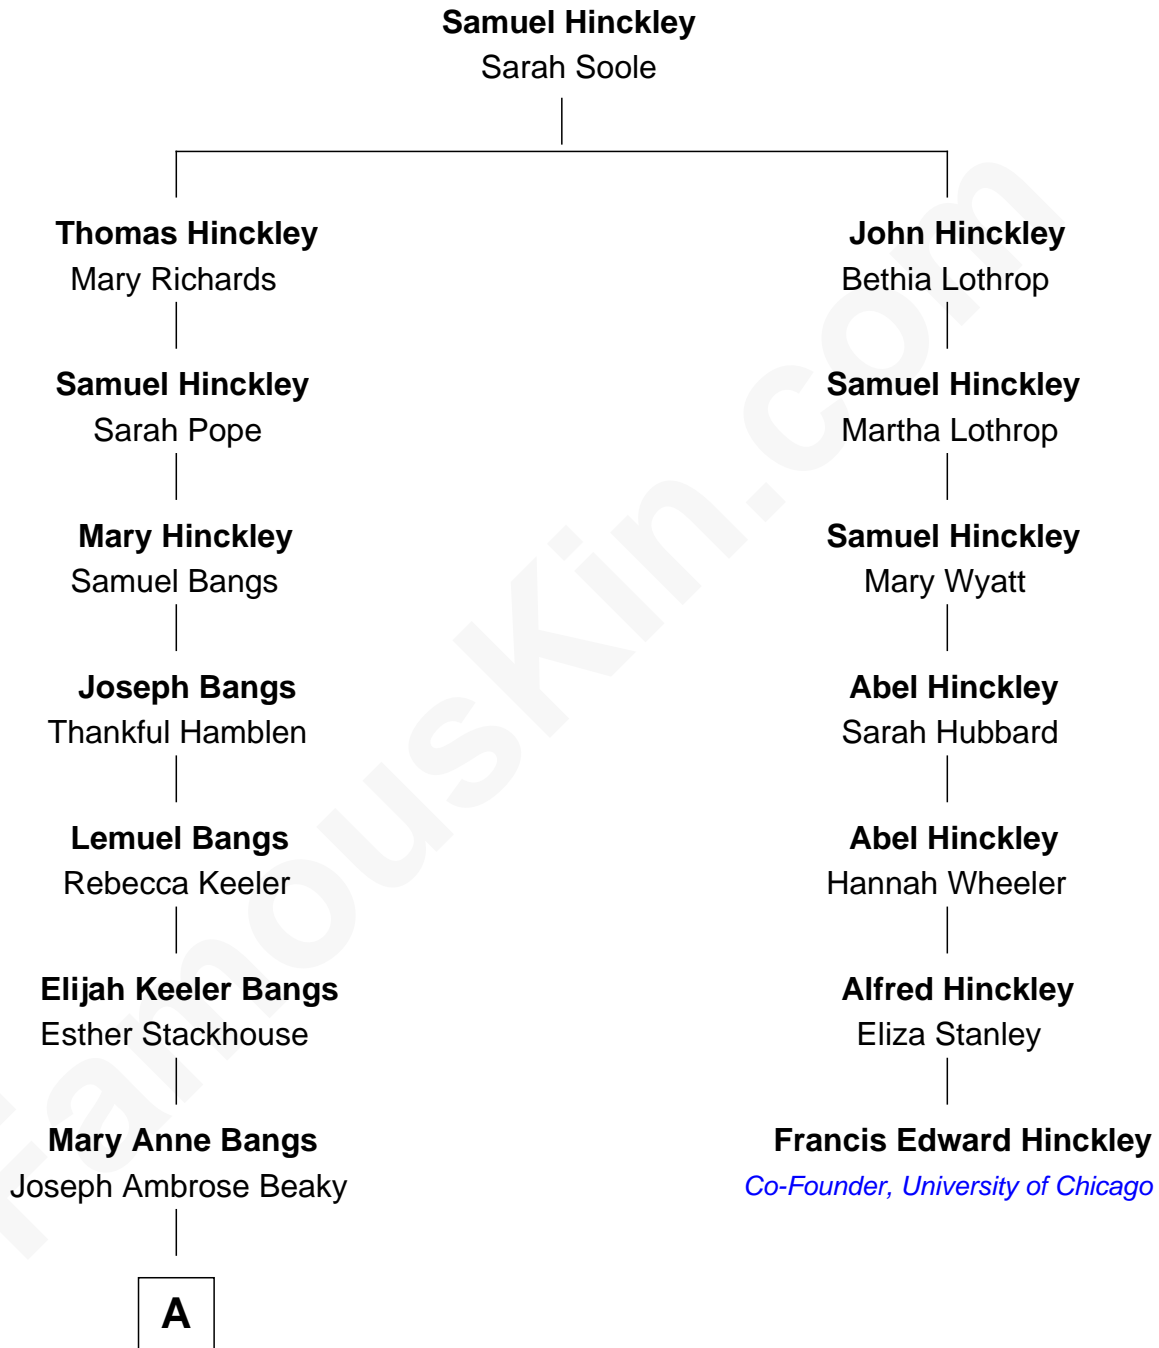 Samuel Hinckley
Sarah Soole
Thomas Hinckley
Mary Richards
John Hinckley
Bethia Lothrop
Samuel Hinckley
Sarah Pope
Samuel Hinckley
Martha Lothrop
Mary Hinckley
Samuel Bangs
Samuel Hinckley
Mary Wyatt
Joseph Bangs
Thankful Hamblen
Abel Hinckley
Sarah Hubbard
Lemuel Bangs
Rebecca Keeler
Abel Hinckley
Hannah Wheeler
Elijah Keeler Bangs
Esther Stackhouse
Alfred Hinckley
Eliza Stanley
Mary Anne Bangs
Joseph Ambrose Beaky
Francis Edward Hinckley
Co-Founder, University of Chicago
A
FamousKin.com